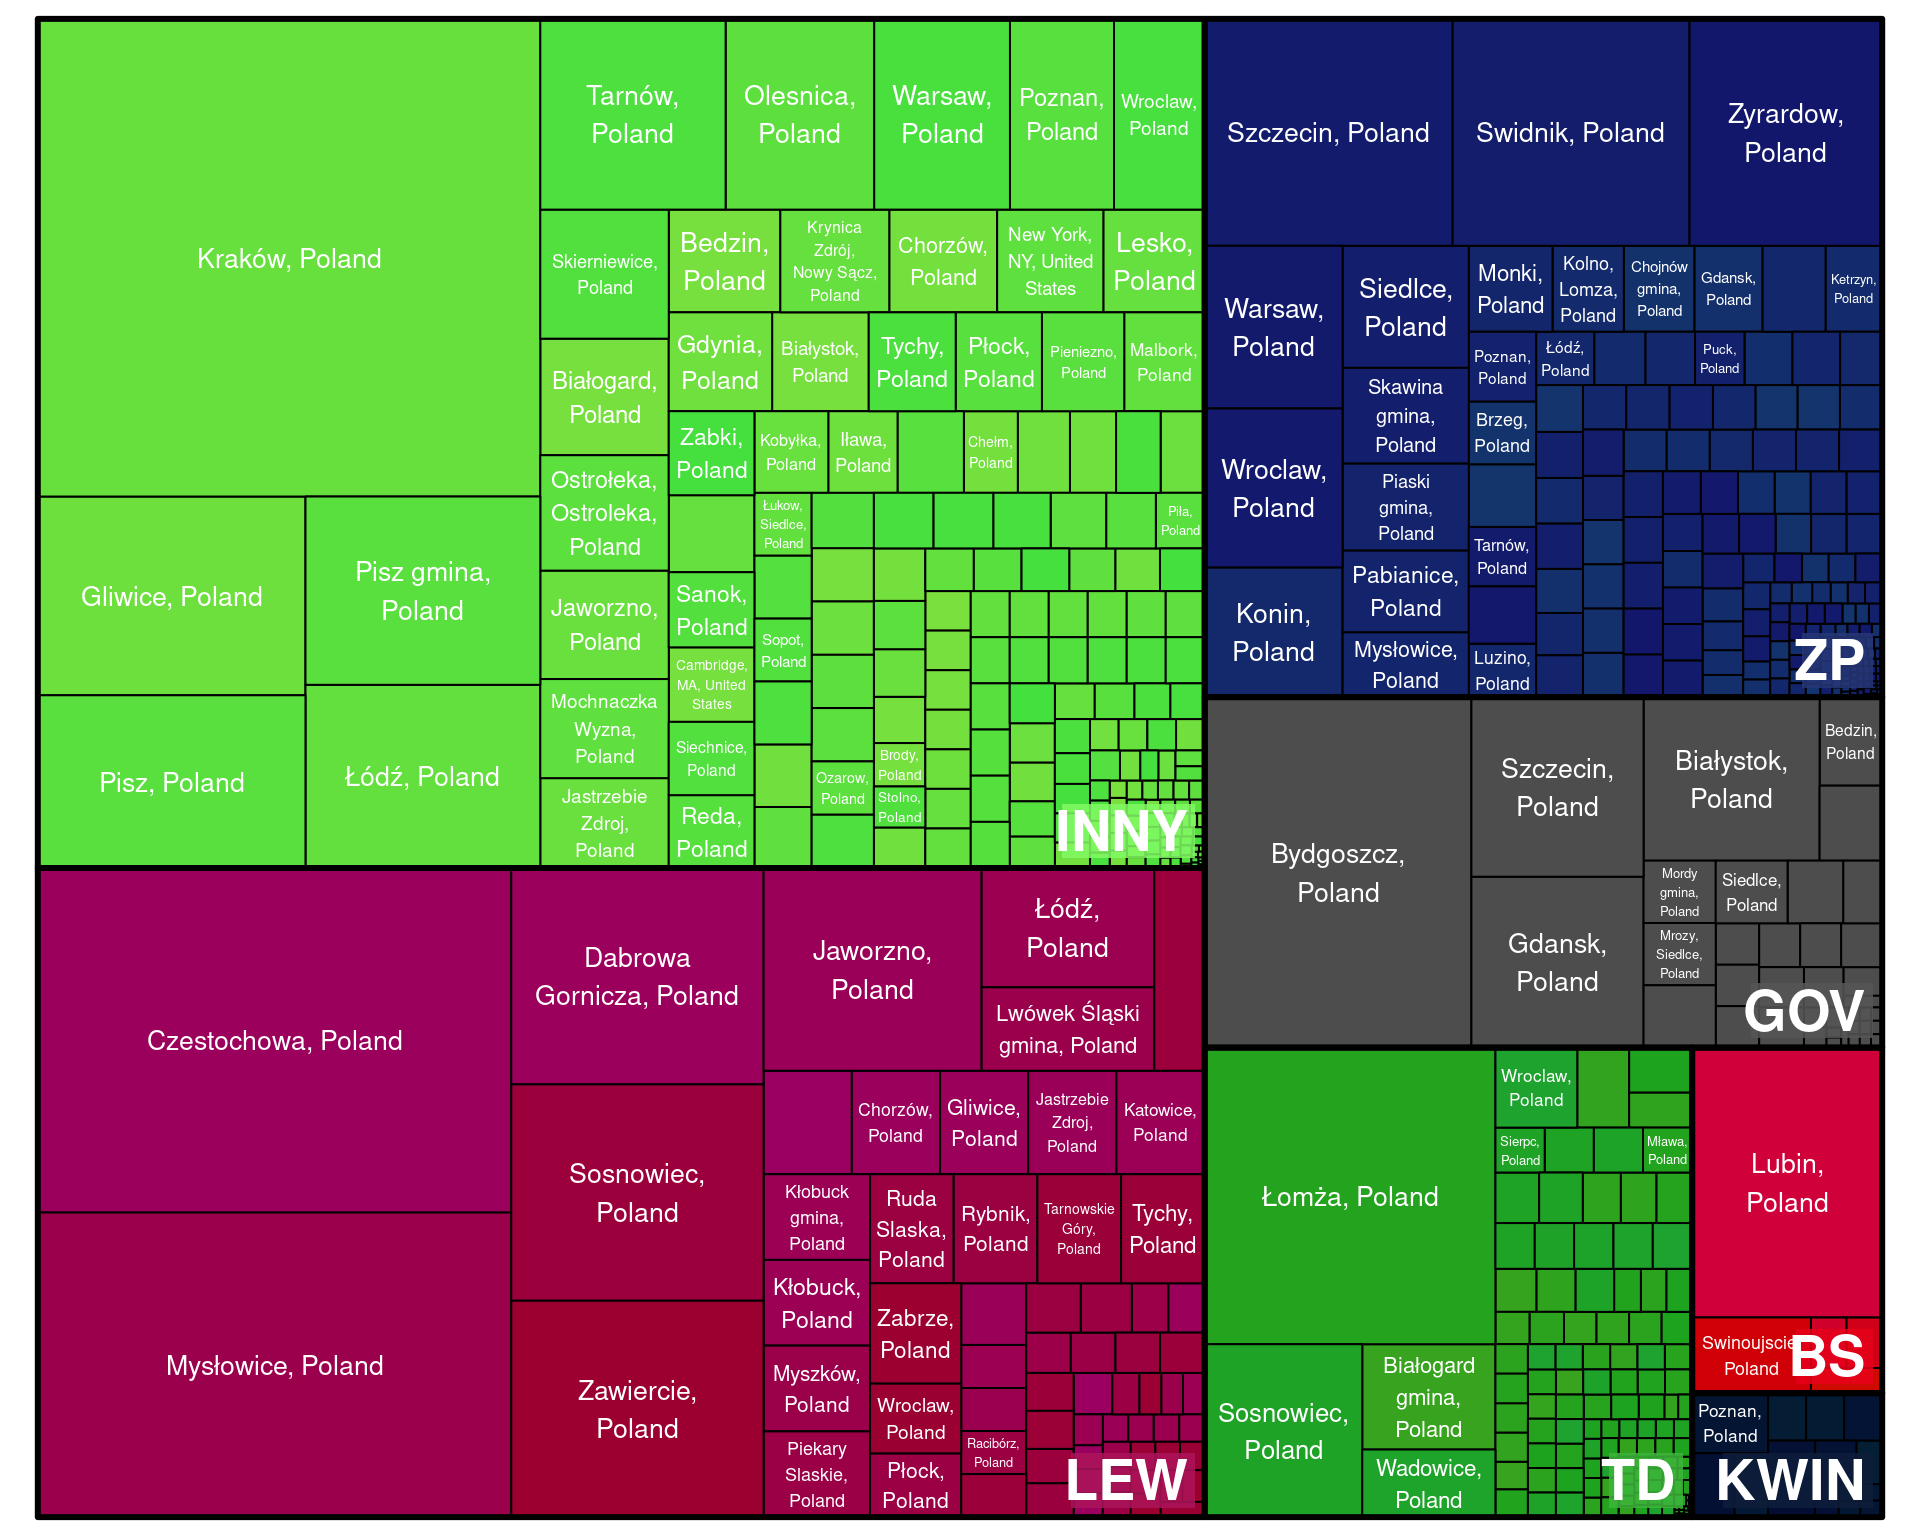 Kraków, Poland
Gliwice, Poland
Pisz gmina,
Poland
Pisz, Poland
Łódź, Poland
Tarnów,
Poland
Olesnica,
Poland
Warsaw,
Poland
Poznan,
Poland
Wroclaw,
Poland
Skierniewice,
Poland
Bedzin,
Poland
Krynica
Zdrój,
Nowy Sącz,
Poland
Chorzów,
Poland
New York,
NY, United
States
Lesko,
Poland
Białogard,
Poland
Gdynia,
Poland
Białystok,
Poland
Tychy,
Poland
Płock,
Poland
Pieniezno,
Poland
Malbork,
Poland
Ostrołeka,
Ostroleka,
Poland
Zabki,
Poland
Kobyłka,
Poland
Iława,
Poland
Chełm,
Poland
Łukow,
Siedlce,
Poland
Piła,
Poland
Jaworzno,
Poland
Sanok,
Poland
Sopot,
Poland
Mochnaczka
Wyzna,
Poland
Cambridge,
MA, United
States
Siechnice,
Poland
Jastrzebie
Zdroj,
Poland
Reda,
Poland
Ozarow,
Poland
Brody,
Poland
Stolno,
Poland
INNY
Szczecin, Poland
Swidnik, Poland
Zyrardow,
Poland
Warsaw,
Poland
Wroclaw,
Poland
Konin,
Poland
Siedlce,
Poland
Skawina
gmina,
Poland
Piaski
gmina,
Poland
Pabianice,
Poland
Mysłowice,
Poland
Monki,
Poland
Kolno,
Lomza,
Poland
Chojnów
gmina,
Poland
Gdansk,
Poland
Ketrzyn,
Poland
Poznan,
Poland
Łódź,
Poland
Puck,
Poland
Brzeg,
Poland
Tarnów,
Poland
Luzino,
Poland
ZP
Bydgoszcz,
Poland
Szczecin,
Poland
Gdansk,
Poland
Białystok,
Poland
Bedzin,
Poland
Mordy
gmina,
Poland
Siedlce,
Poland
Mrozy,
Siedlce,
Poland
GOV
Czestochowa, Poland
Mysłowice, Poland
Dabrowa
Gornicza, Poland
Sosnowiec,
Poland
Zawiercie,
Poland
Jaworzno,
Poland
Łódź,
Poland
Lwówek Śląski
gmina, Poland
Chorzów,
Poland
Gliwice,
Poland
Jastrzebie
Zdroj,
Poland
Katowice,
Poland
Kłobuck
gmina,
Poland
Ruda
Slaska,
Poland
Rybnik,
Poland
Tarnowskie
Góry,
Poland
Tychy,
Poland
Kłobuck,
Poland
Zabrze,
Poland
Myszków,
Poland
Wroclaw,
Poland
Piekary
Slaskie,
Poland
Płock,
Poland
Racibórz,
Poland
LEW
Łomża, Poland
Sosnowiec,
Poland
Białogard
gmina,
Poland
Wadowice,
Poland
Wroclaw,
Poland
Sierpc,
Poland
Mława,
Poland
TD
Lubin,
Poland
Swinoujscie
Poland
BS
Poznan,
Poland
KWIN